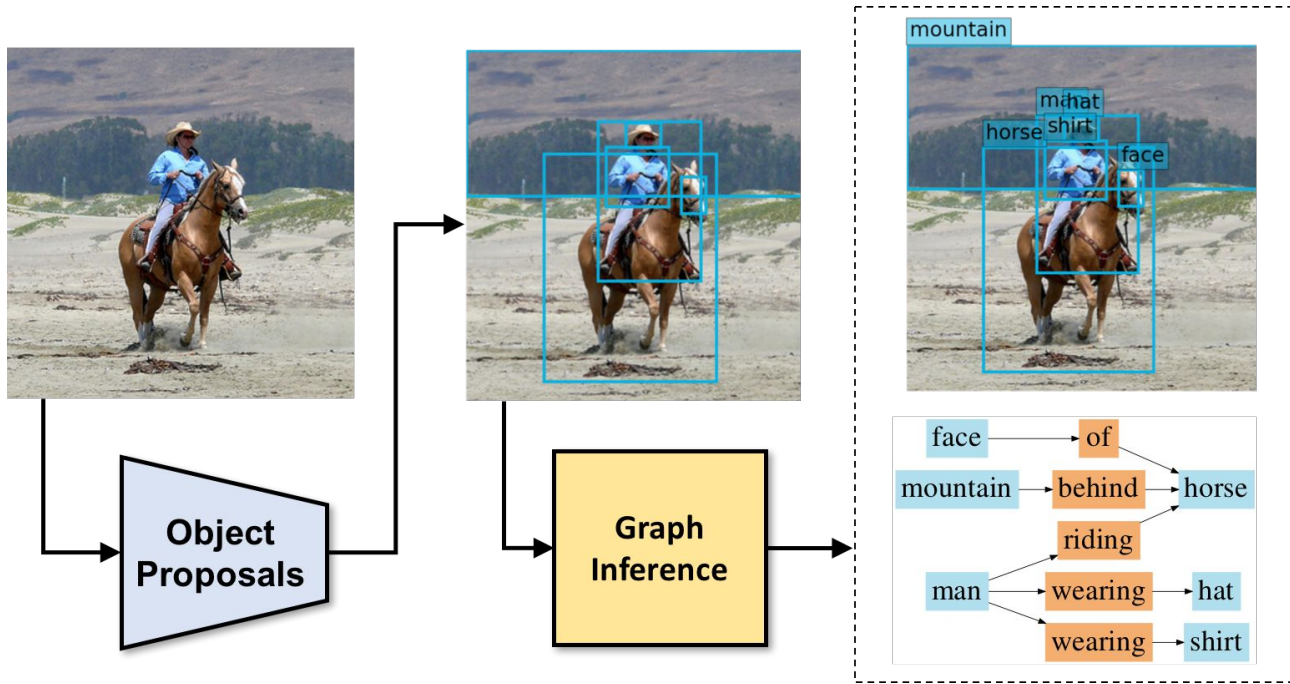 mountain
man
hat
shirt
horse
face
Object
Proposals
Graph
Inference
face of
mountain behind horse
riding
man wearing hat
wearing shirt